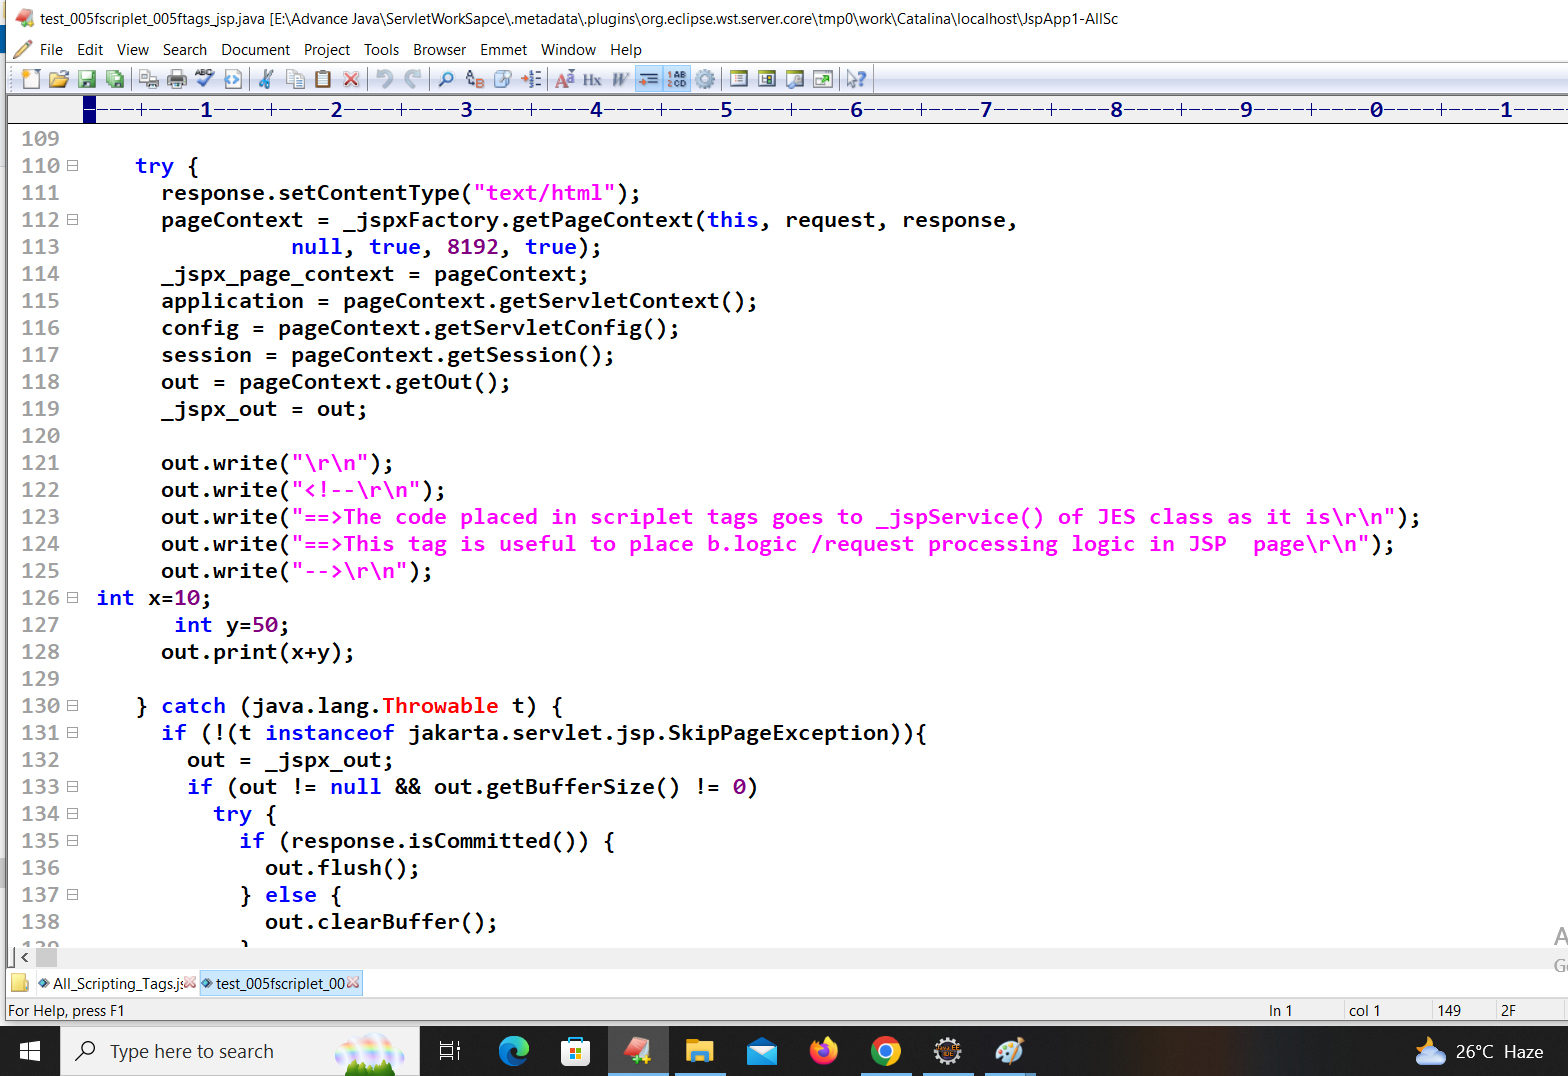 test_005fscriplet_005ftags_jsp.java [E:\Advance Java\ServletWorkSapce\.metadata\.plugins\org.eclipse.wst.server.core\tmp0\work\Catalina\localhost\JspApp1-AllSc
File Edit View Search Document Project Tools Browser Emmet Window Help
----+----1----+----2----+----3----+----4----+----5----+----6----+----7----+----8----+----9----+----0----+----1----
109
110 try {
111 response.setContentType("text/html");
112 pageContext = _jspxFactory.getPageContext(this, request, response,
113 null, true, 8192, true);
114 _jspx_page_context = pageContext;
115 application = pageContext.getServletContext();
116 config = pageContext.getServletConfig();
117 session = pageContext.getSession();
118 out = pageContext.getOut();
119 _jspx_out = out;
120
121 out.write("\r\n");
122 out.write("<!--\r\n");
123 out.write("==>The code placed in scriplet tags goes to _jspService() of JES class as it is\r\n");
124 out.write("==>This tag is useful to place b.logic /request processing logic in JSP  page\r\n");
125 out.write("-->\r\n");
126 int x=10;
127 int y=50;
128 out.print(x+y);
129
130 } catch (java.lang.Throwable t) {
131 if (!(t instanceof jakarta.servlet.jsp.SkipPageException)){
132 out = _jspx_out;
133 if (out != null && out.getBufferSize() != 0)
134 try {
135 if (response.isCommitted()) {
136 out.flush();
137 } else {
138 out.clearBuffer();
139 }
All_Scripting_Tags.js test_005fscriplet_00
For Help, press F1 ln 1 col 1 149 2F
Type here to search 26°C Haze